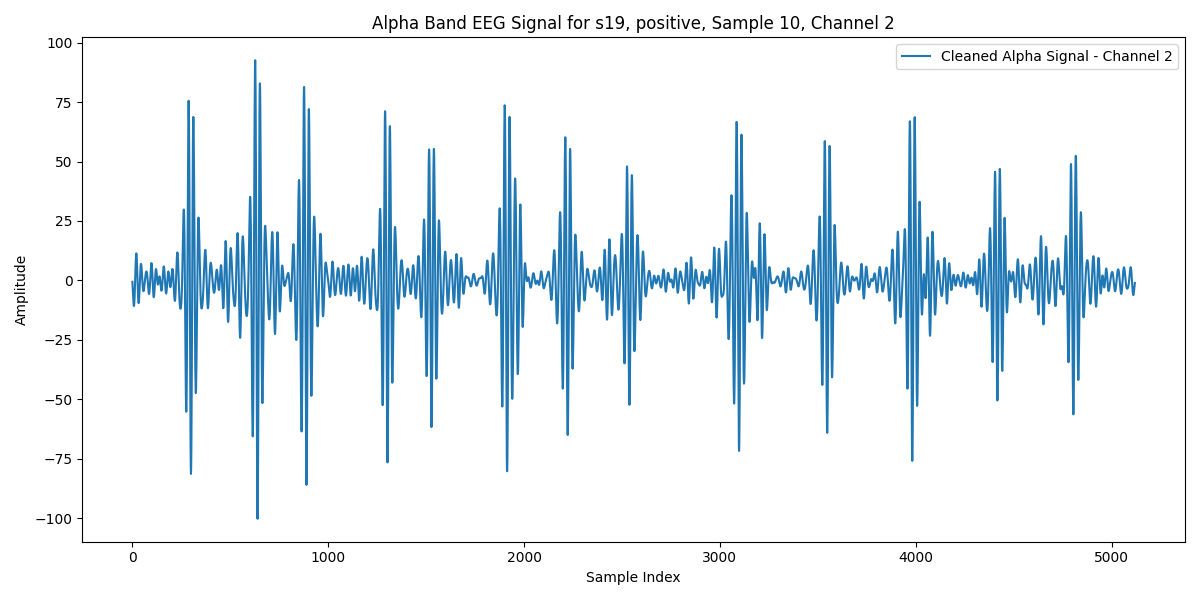 Alpha Band EEG Signal for s19, positive, Sample 10, Channel 2
Cleaned Alpha Signal - Channel 2
100
75
50
25
0
−25
−50
−75
−100
Amplitude
0 1000 2000 3000 4000 5000
Sample Index